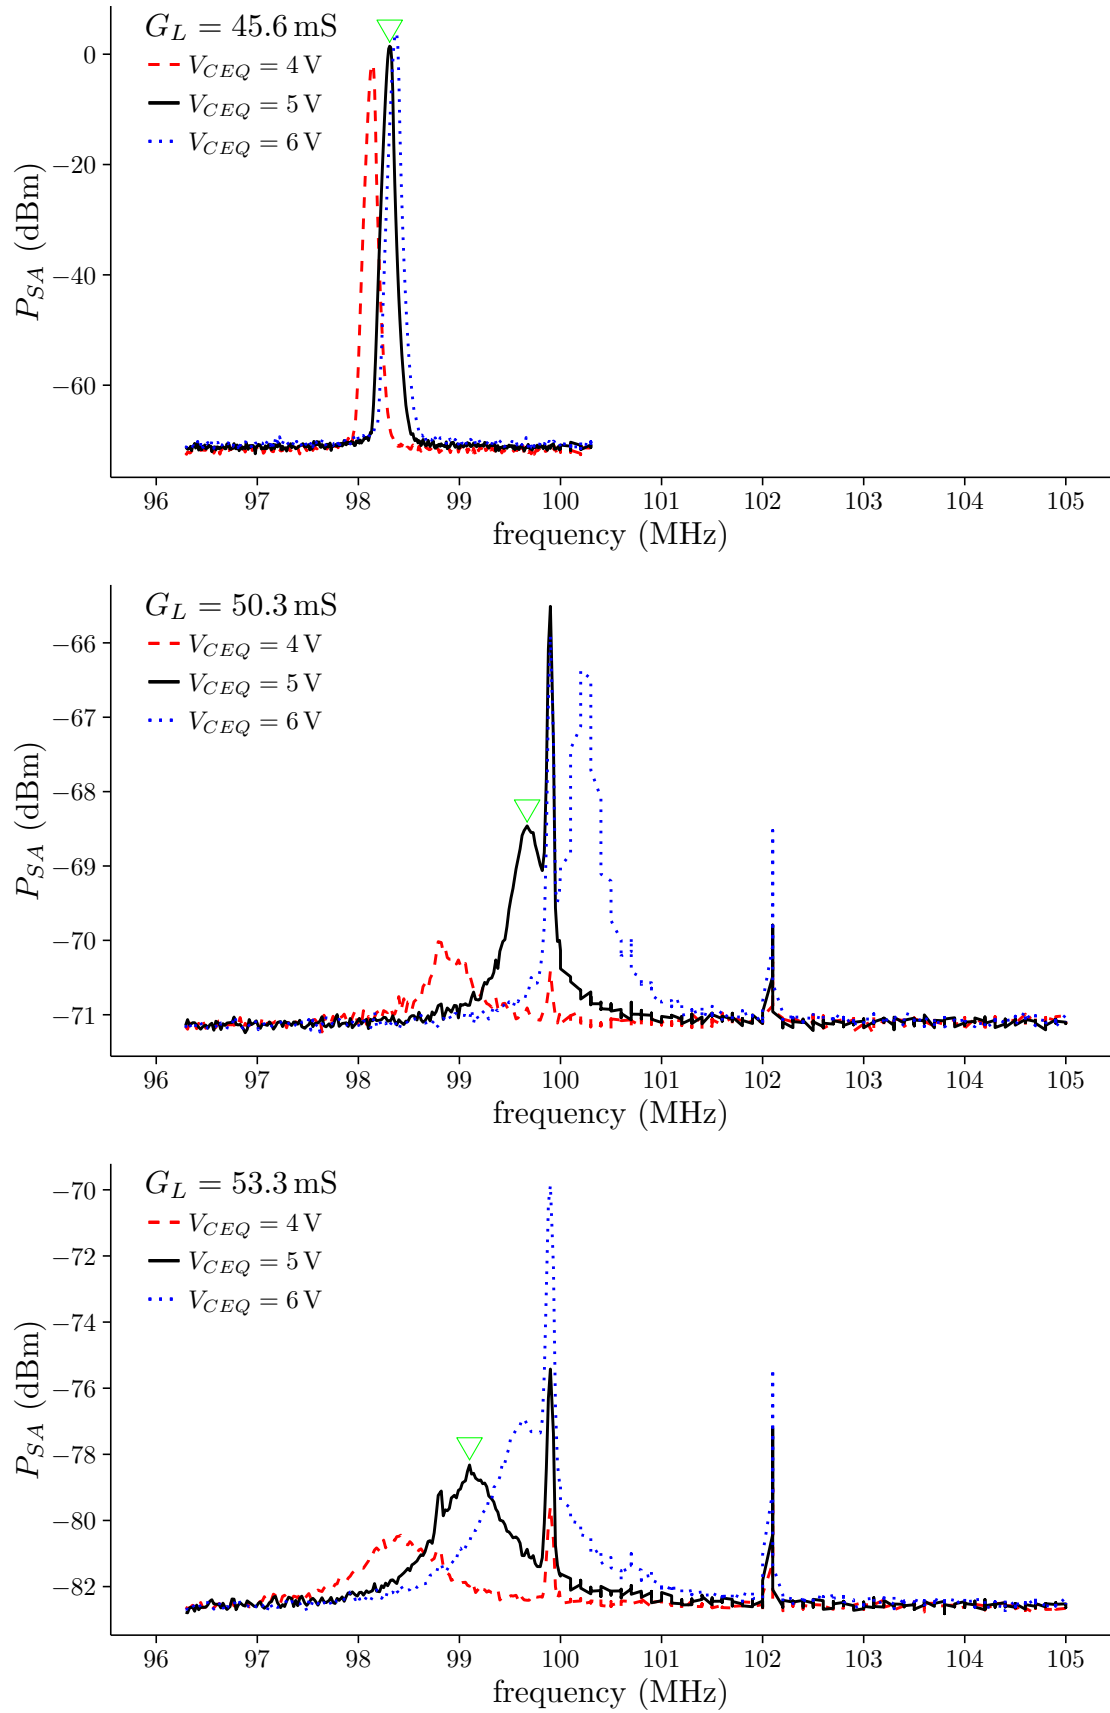 G_L = 45.6 mS
V_CEQ = 4 V
V_CEQ = 5 V
V_CEQ = 6 V
P_SA (dBm)
0
−20
−40
−60
96 97 98 99 100 101 102 103 104 105
frequency (MHz)
G_L = 50.3 mS
V_CEQ = 4 V
V_CEQ = 5 V
V_CEQ = 6 V
P_SA (dBm)
−66
−67
−68
−69
−70
−71
96 97 98 99 100 101 102 103 104 105
frequency (MHz)
G_L = 53.3 mS
V_CEQ = 4 V
V_CEQ = 5 V
V_CEQ = 6 V
P_SA (dBm)
−70
−72
−74
−76
−78
−80
−82
96 97 98 99 100 101 102 103 104 105
frequency (MHz)